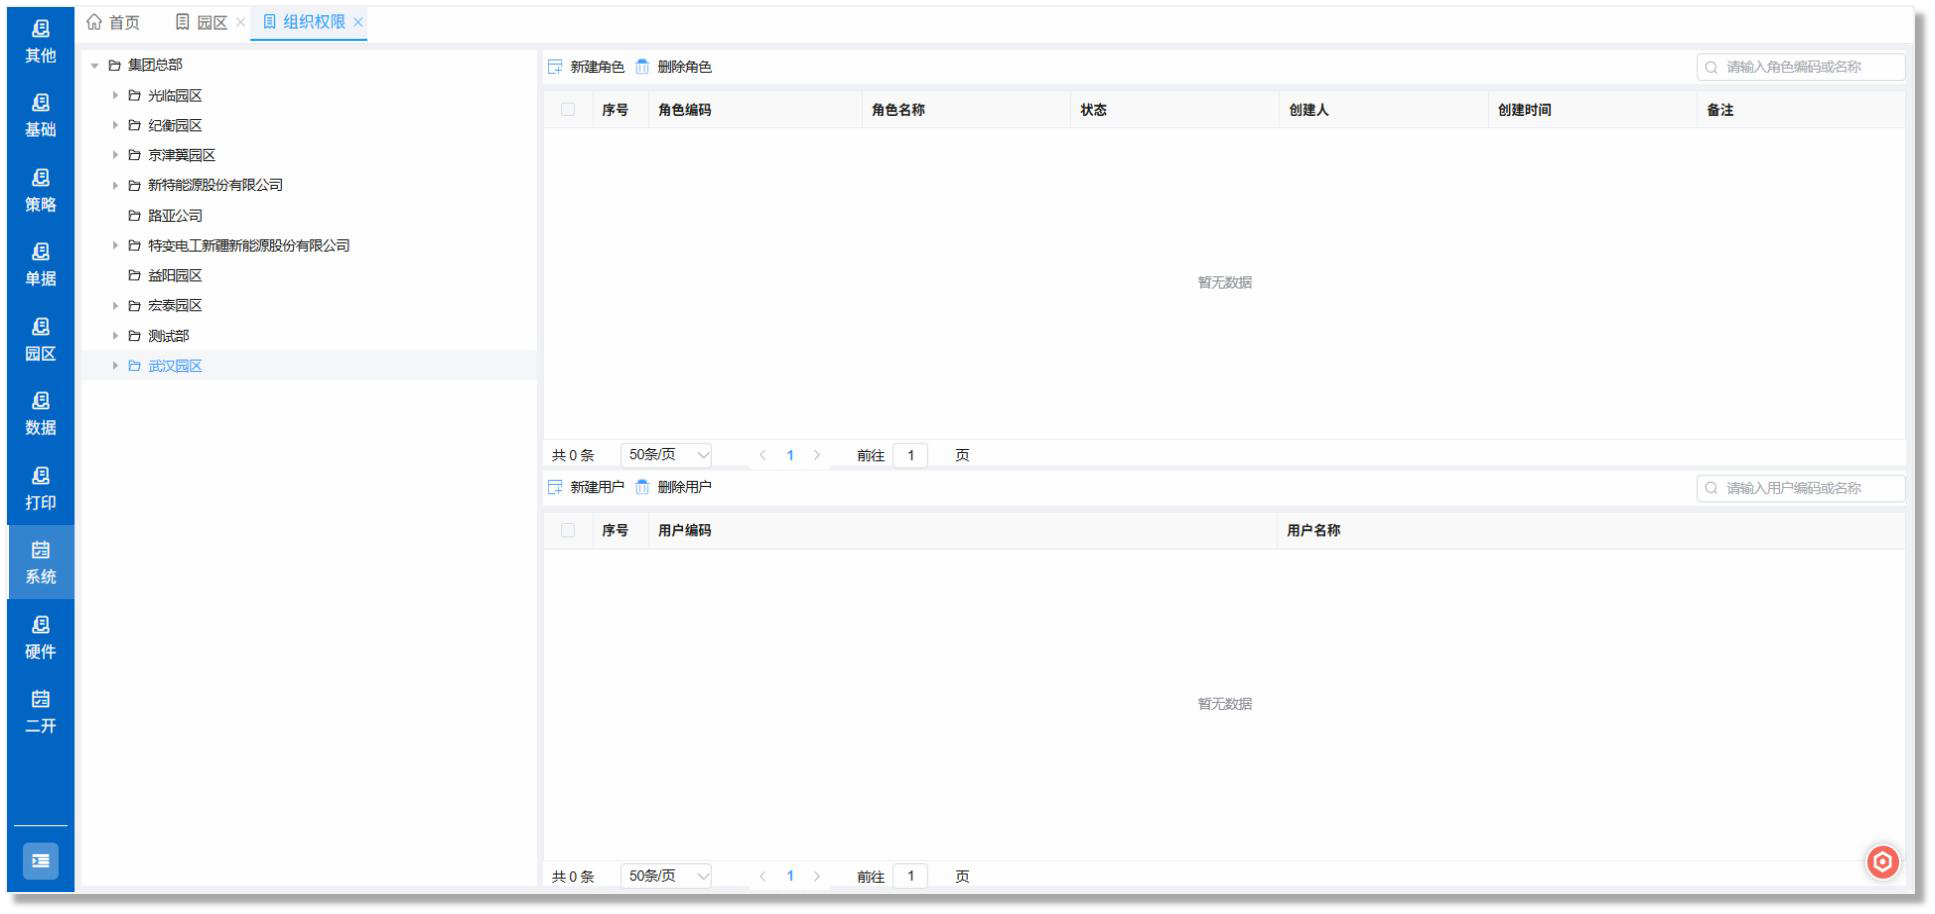 首页 园区 组织权限
其他
基础
策略
单据
园区
数据
打印
系统
硬件
二开
集团总部
光临园区
纪衡园区
京津翼园区
新特能源股份有限公司
路亚公司
特变电工新疆新能源股份有限公司
益阳园区
宏泰园区
测试部
武汉园区
新建角色 删除角色 请输入角色编码或名称
序号 角色编码 角色名称 状态 创建人 创建时间 备注
暂无数据
共 0 条 50条/页 1 前往 1 页
新建用户 删除用户 请输入用户编码或名称
序号 用户编码 用户名称
暂无数据
共 0 条 50条/页 1 前往 1 页